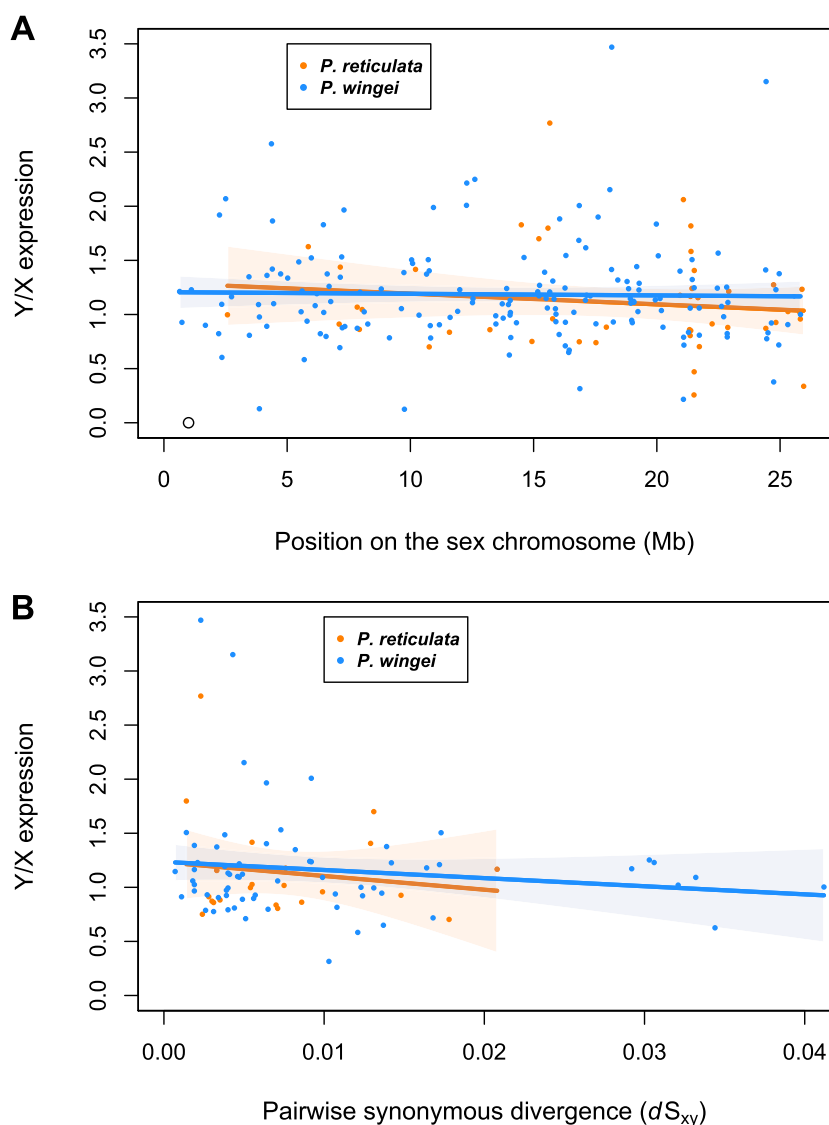 A
3.5
3.0
2.5
2.0
1.5
1.0
0.5
0.0
Y/X expression
P. reticulata
P. wingei
0 5 10 15 20 25
Position on the sex chromosome (Mb)
B
3.5
3.0
2.5
2.0
1.5
1.0
0.5
0.0
Y/X expression
P. reticulata
P. wingei
0.00 0.01 0.02 0.03 0.04
Pairwise synonymous divergence (dSxy)